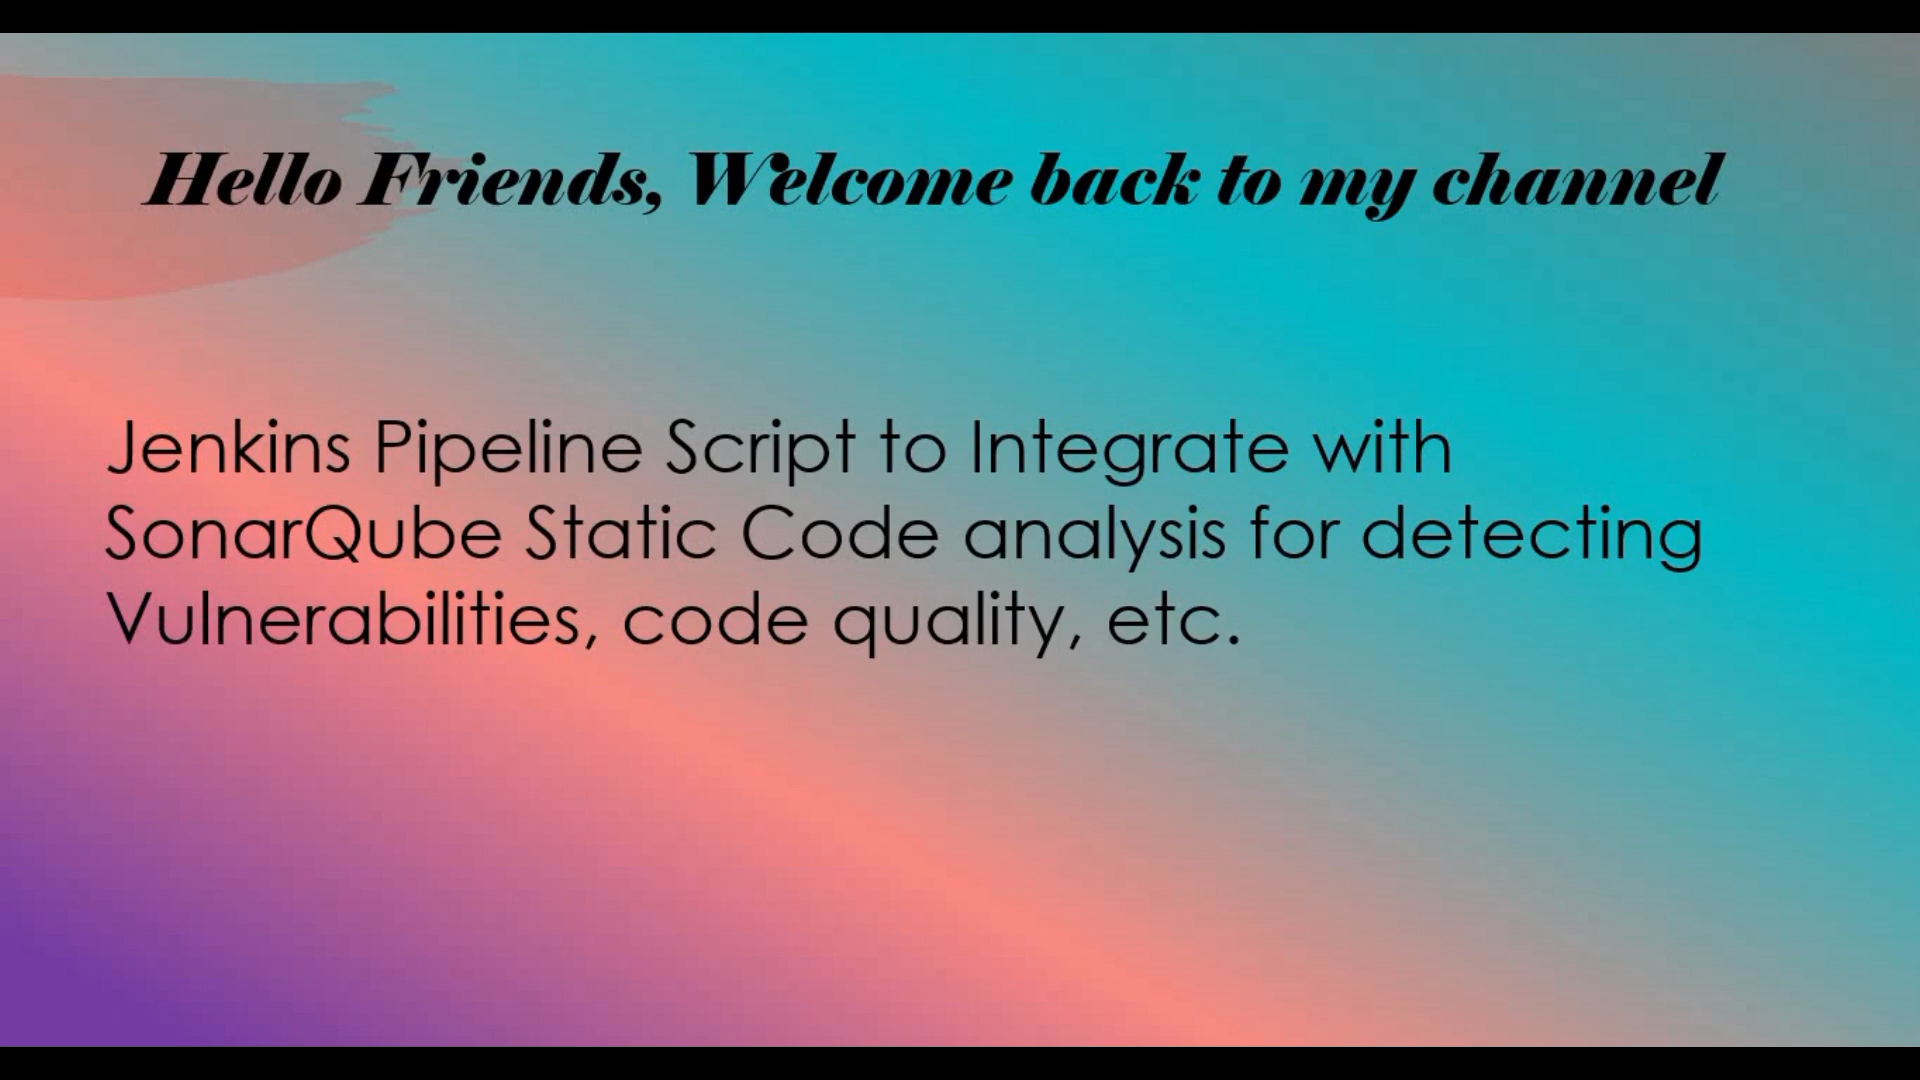 Hello Friends, Welcome back to my channel
Jenkins Pipeline Script to Integrate with
SonarQube Static Code analysis for detecting
Vulnerabilities, code quality, etc.